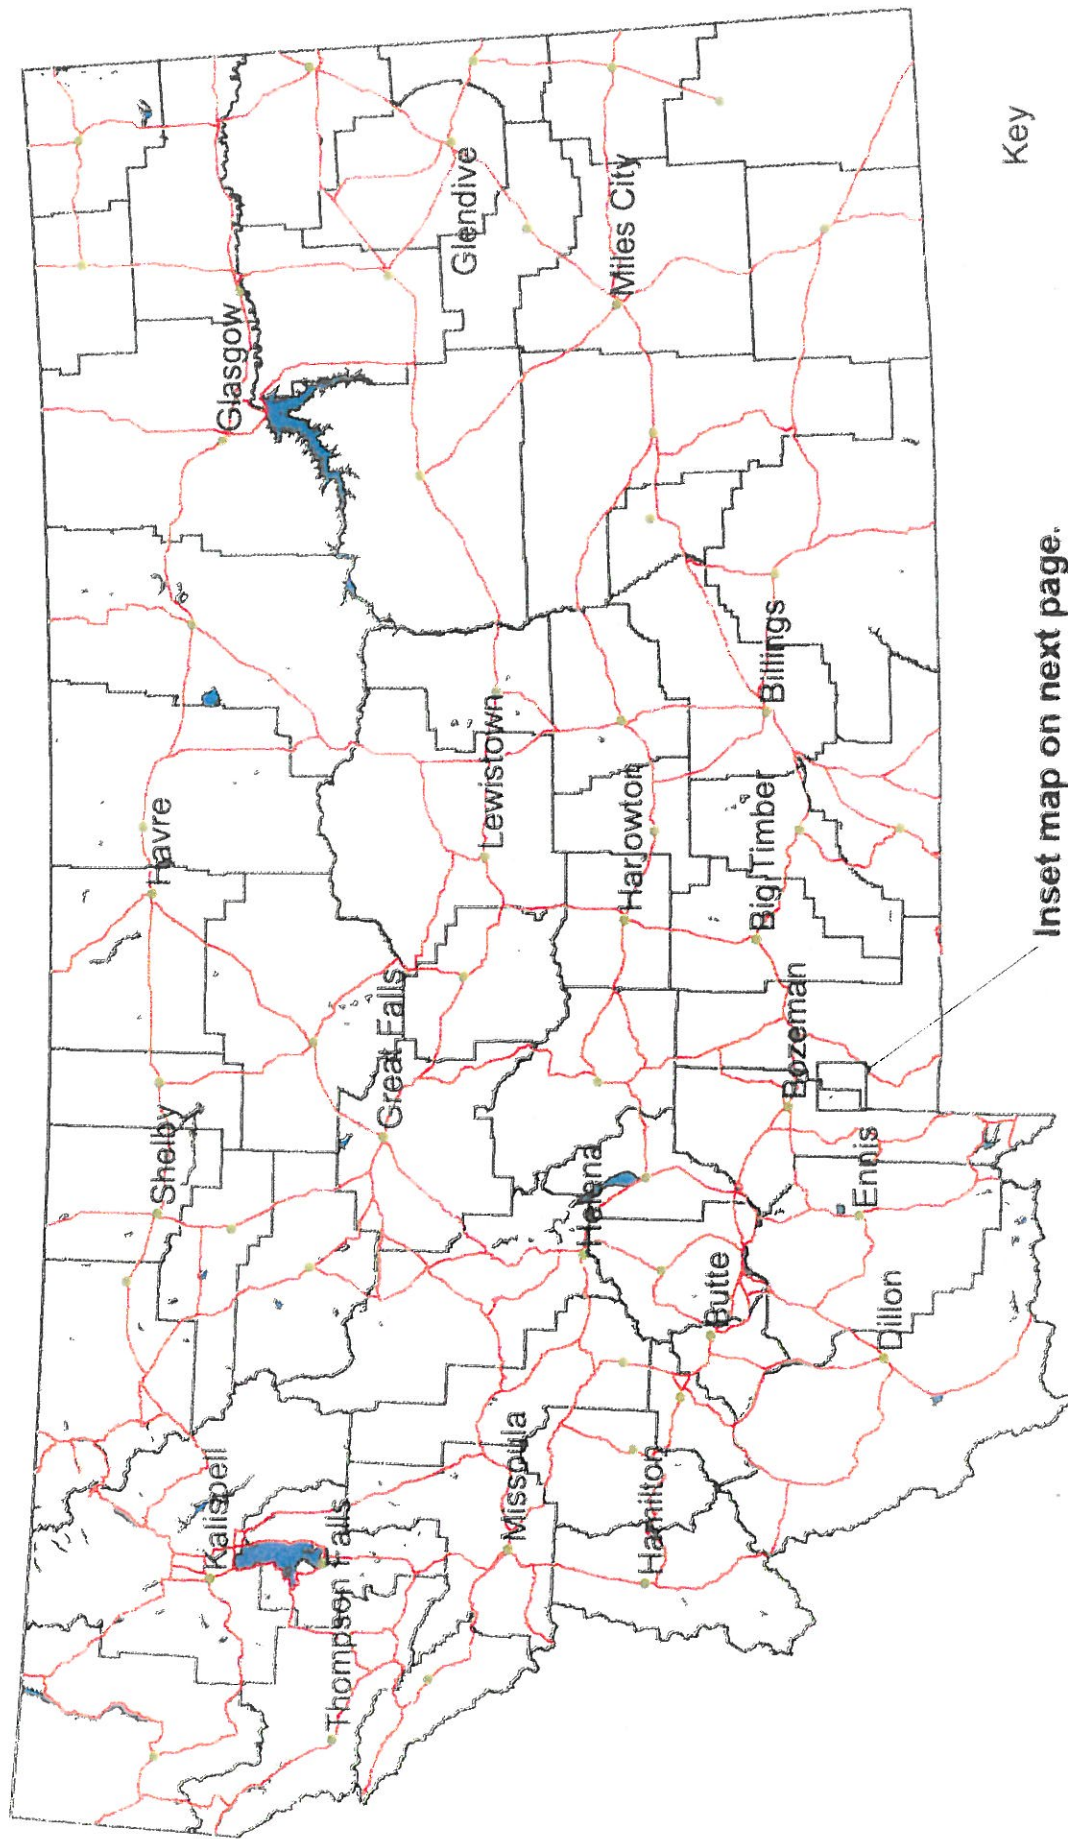 Glasgow
Havre
Shelby
Kalispell
Glendive
Great Falls
Thompson Falls
Lewistown
Miles City
Missoula
Helena
Harlowton
Hamilton
Billings
Big Timber
Bozeman
Butte
Ennis
Dillon
Key
Inset map on next page.